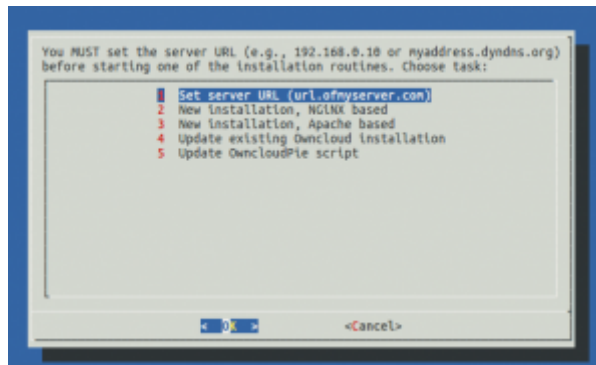 You MUST set the server URL (e.g., 192.168.0.10 or myaddress.dyndns.org)
before starting one of the installation routines. Choose task:
1 Set server URL (url.ofmyserver.com)
2 New installation, NGiNX based
3 New installation, Apache based
4 Update existing Owncloud installation
5 Update OwncloudPie script
< OK > <Cancel>